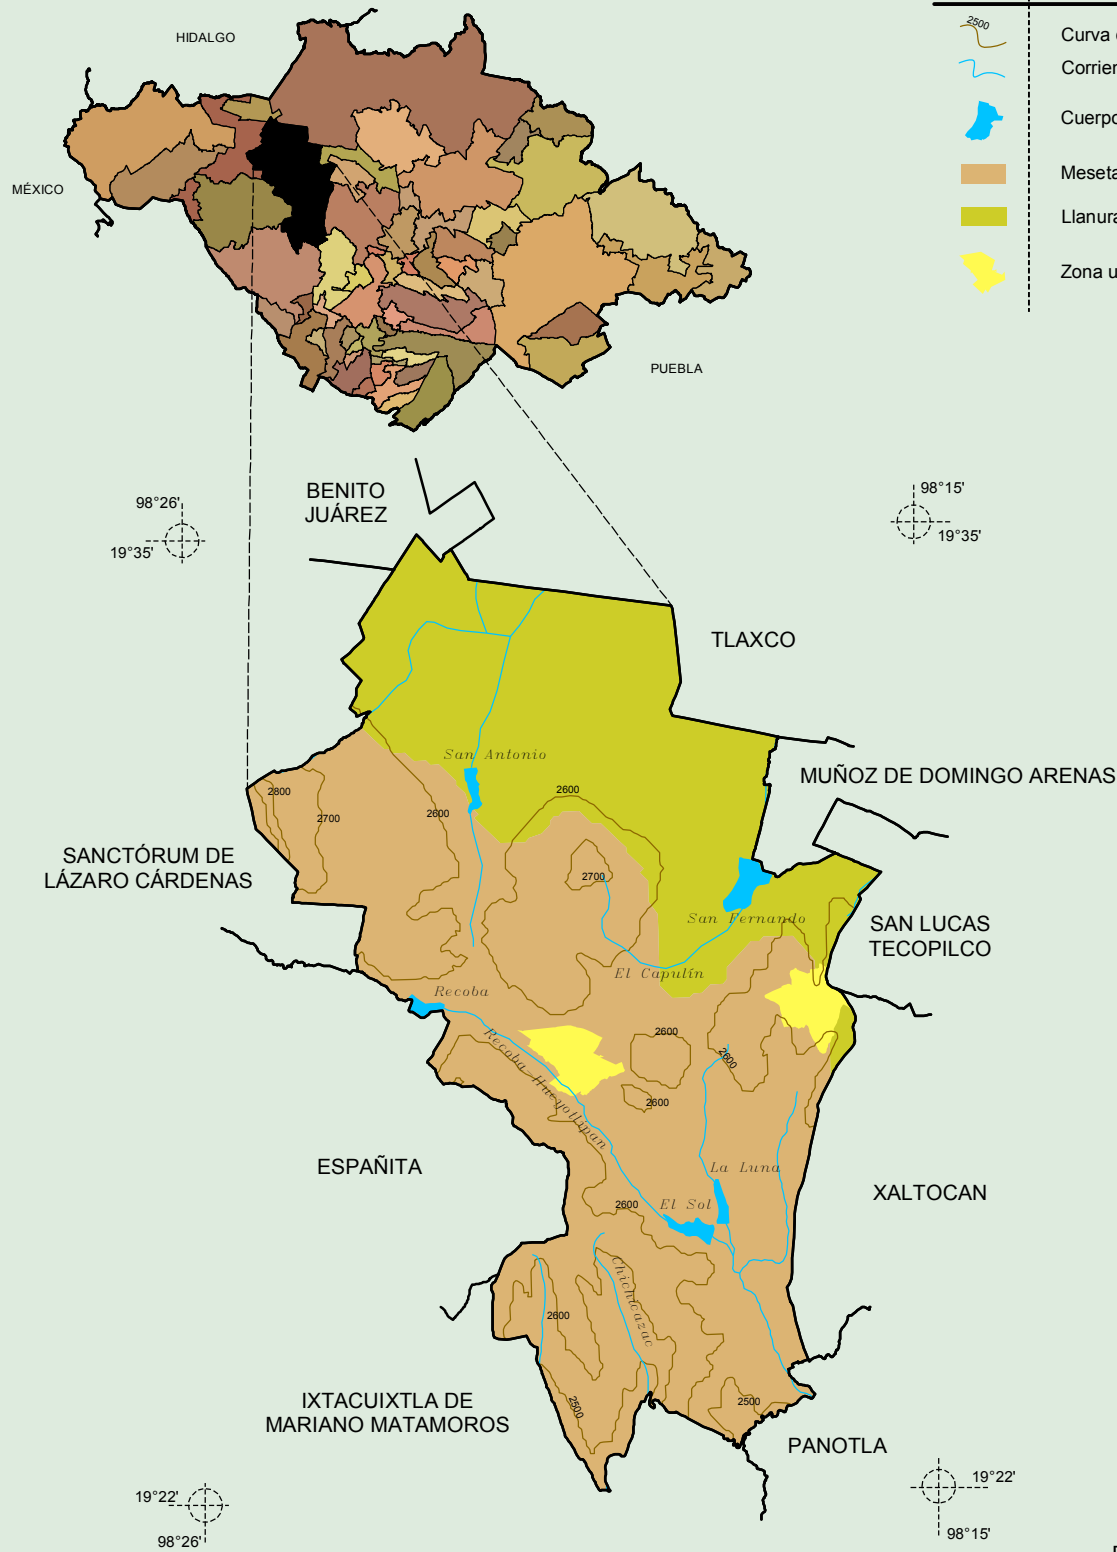 HIDALGO
MÉXICO
PUEBLA
2500
Curva
Corrien
Cuerpo
Meseta
Llanura
Zona u
98°26'
19°35'
98°15'
19°35'
BENITO
JUÁREZ
TLAXCO
MUÑOZ DE DOMINGO ARENAS
SANCTÓRUM DE
LÁZARO CÁRDENAS
SAN LUCAS
TECOPILCO
San Antonio
2800
2700
2600
2600
2700
San Fernando
El Capulín
Recoba
Recoba Hueyotlipan
2600
2600
2600
La Luna
El Sol
2600
ESPAÑITA
XALTOCAN
Chichicazac
2600
2500
2500
IXTACUIXTLA DE
MARIANO MATAMOROS
PANOTLA
19°22'
98°26'
19°22'
98°15'